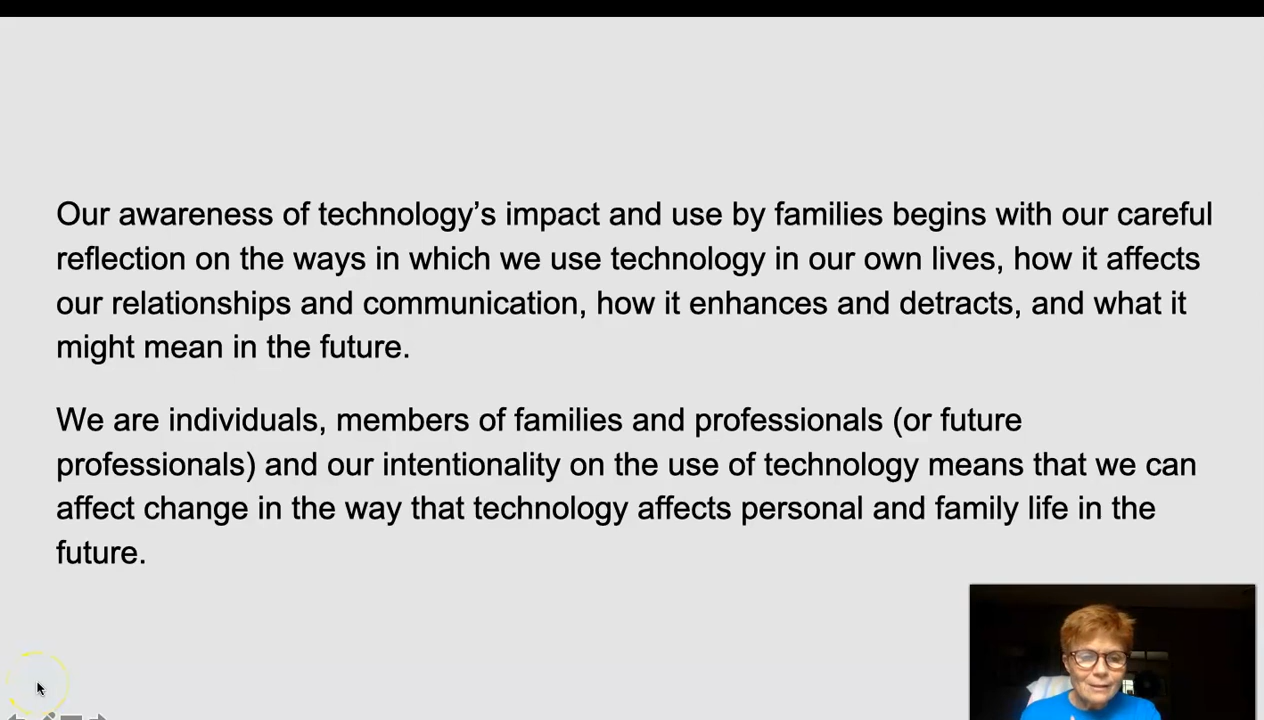 Our awareness of technology’s impact and use by families begins with our careful
reflection on the ways in which we use technology in our own lives, how it affects
our relationships and communication, how it enhances and detracts, and what it
might mean in the future.
We are individuals, members of families and professionals (or future
professionals) and our intentionality on the use of technology means that we can
affect change in the way that technology affects personal and family life in the
future.